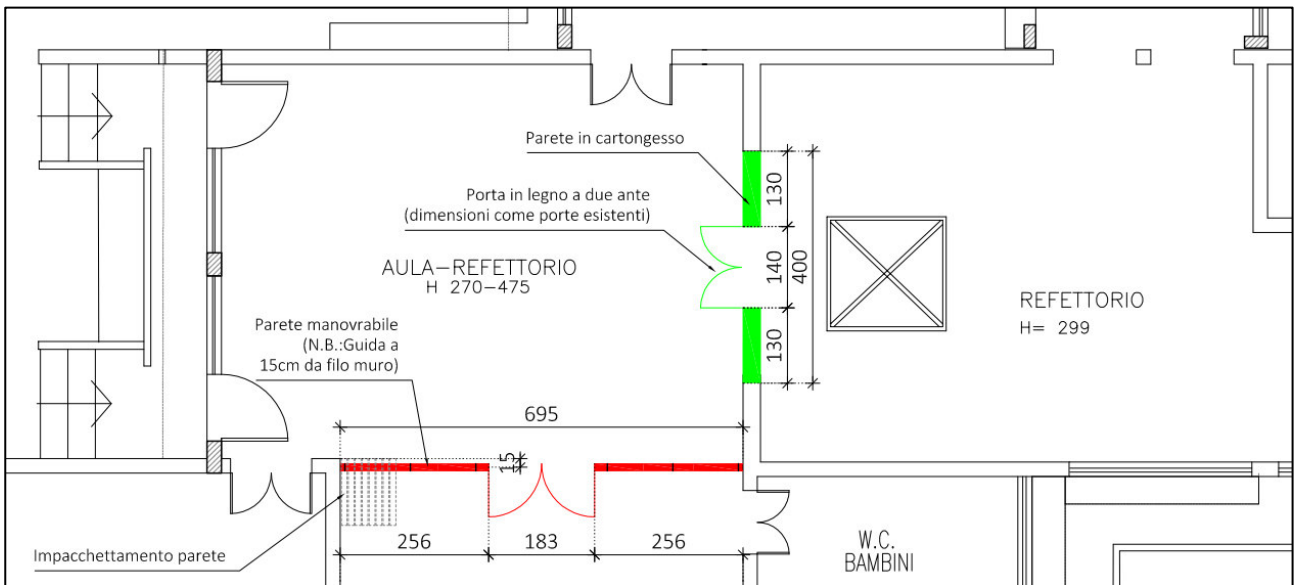 Parete in cartongesso
Porta in legno a due ante
(dimensioni come porte esistenti)
130
140
400
130
AULA-REFETTORIO
H 270-475
REFETTORIO
H= 299
Parete manovrabile
(N.B.:Guida a
15cm da filo muro)
695
15
Impacchettamento parete
256
183
256
W.C.
BAMBINI